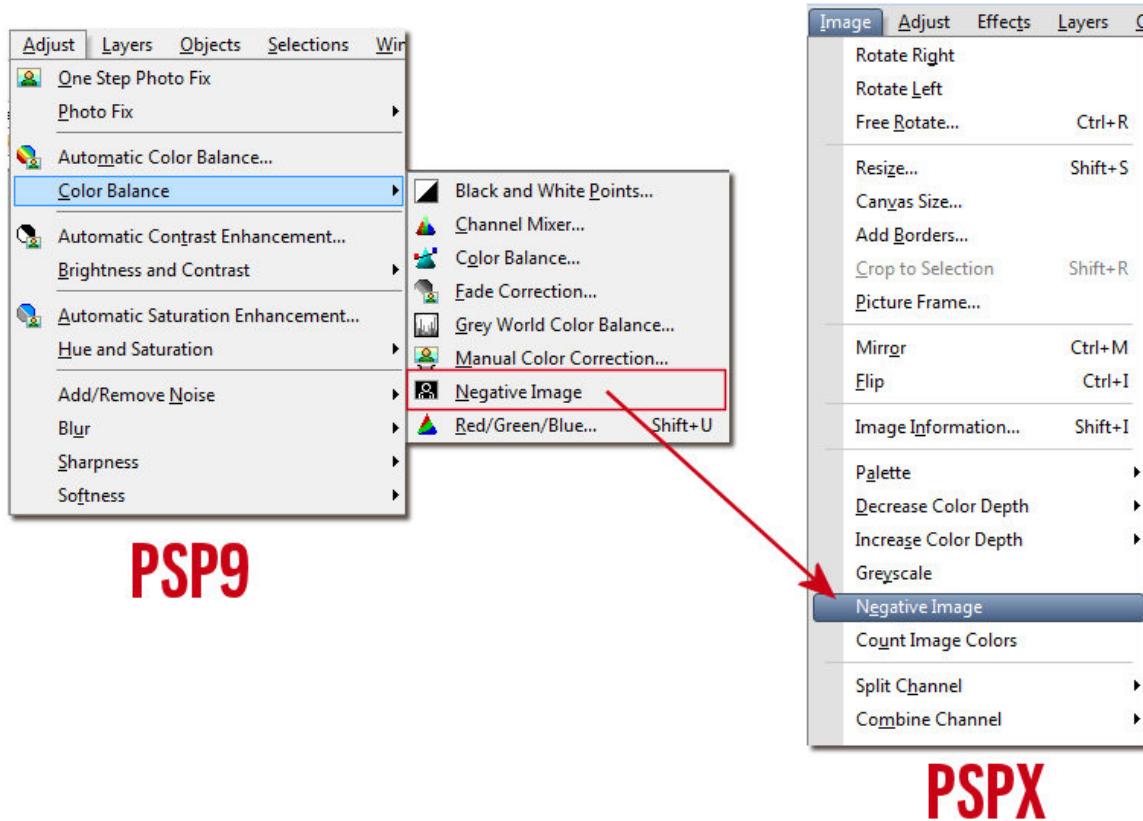 Adjust Layers Objects Selections
One Step Photo Fix
Photo Fix
Automatic Color Balance...
Color Balance
Automatic Contrast Enhancement...
Brightness and Contrast
Automatic Saturation Enhancement...
Hue and Saturation
Add/Remove Noise
Blur
Sharpness
Softness
Black and White Points...
Channel Mixer...
Color Balance...
Fade Correction...
Grey World Color Balance...
Manual Color Correction...
Negative Image
Red/Green/Blue... Shift+U
PSP9
Image Adjust Effects Layers
Rotate Right
Rotate Left
Free Rotate... Ctrl+R
Resize... Shift+S
Canvas Size...
Add Borders...
Crop to Selection Shift+R
Picture Frame...
Mirror Ctrl+M
Flip Ctrl+I
Image Information... Shift+I
Palette
Decrease Color Depth
Increase Color Depth
Greyscale
Negative Image
Count Image Colors
Split Channel
Combine Channel
PSPX